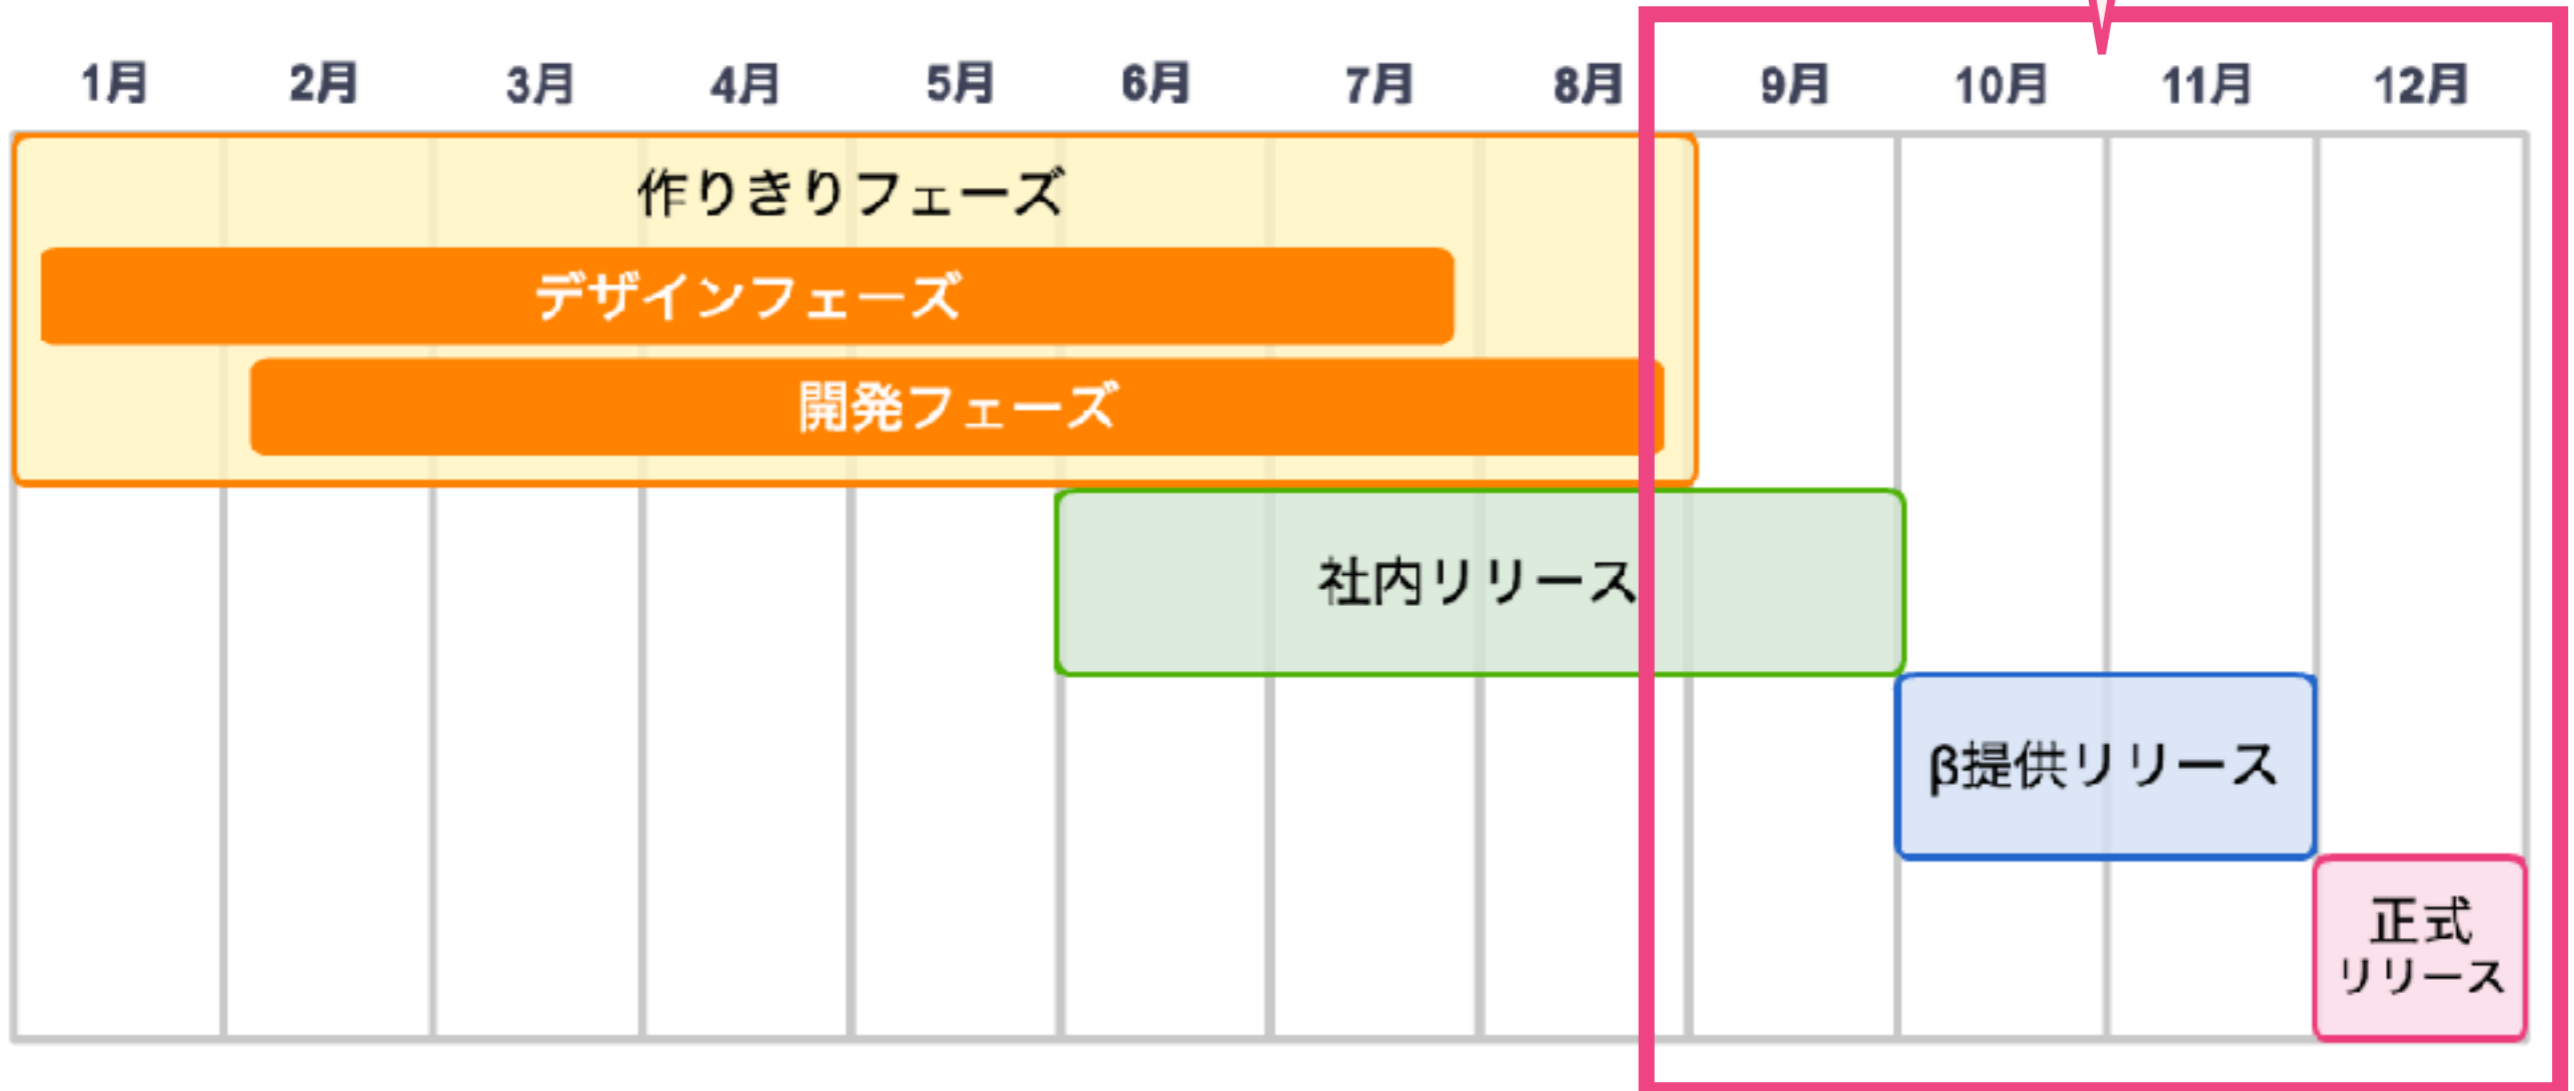 1月 2月 3月 4月 5月 6月 7月 8月 9月 10月 11月 12月
作りきりフェーズ
デザインフェーズ
開発フェーズ
社内リリース
β提供リリース
正式
リリース